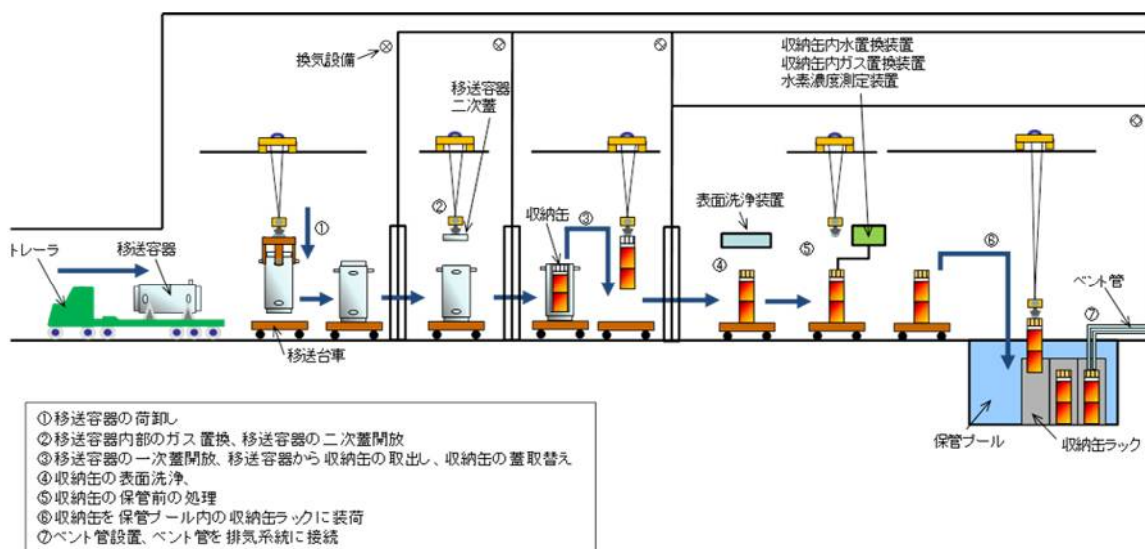 収納缶内水置換装置
収納缶内ガス置換装置
水素濃度測定装置
換気設備
移送容器
二次蓋
①
②
収納缶
③
表面洗浄装置
④
⑤
⑥
トレーラ
移送容器
ベント管
⑦
移送台車
保管プール
収納缶ラック
①移送容器の荷卸し
②移送容器内部のガス置換、移送容器の二次蓋開放
③移送容器の一次蓋開放、移送容器から収納缶の取出し、収納缶の蓋取替え
④収納缶の表面洗浄、
⑤収納缶の保管前の処理
⑥収納缶を保管プール内の収納缶ラックに装荷
⑦ベント管設置、ベント管を排気系統に接続